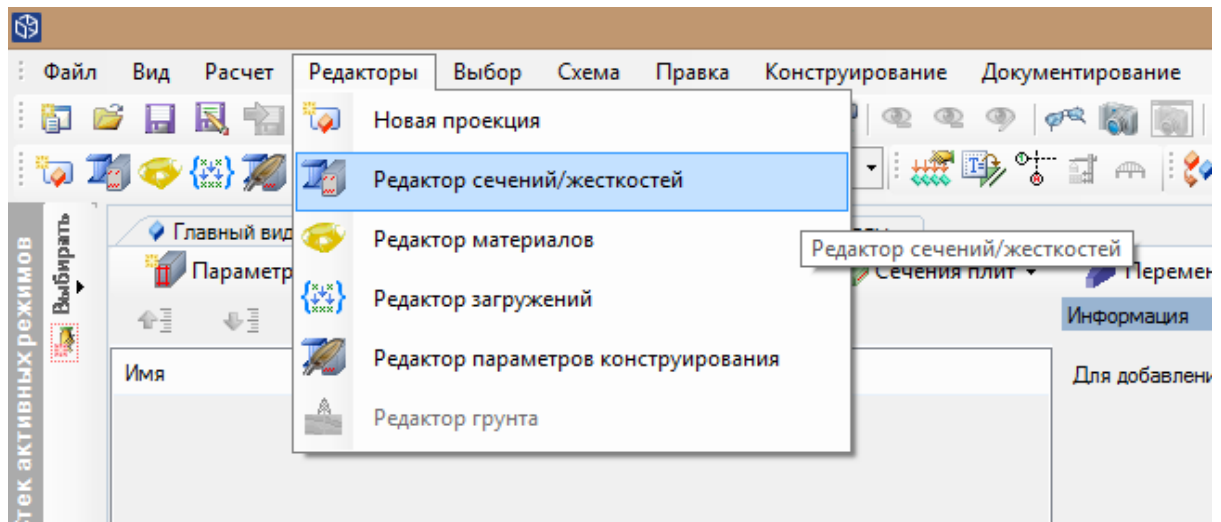 Файл Вид Расчет Редакторы Выбор Схема Правка Конструирование Документирование
Новая проекция
Редактор сечений/жесткостей
Редактор материалов
Редактор загружений
Редактор параметров конструирования
Редактор грунта
Редактор сечений/жесткостей
Выбирать
активных режимов
Главный вид
Параметр
Сечения плит
Перемен
Информация
Имя
Для добавлени